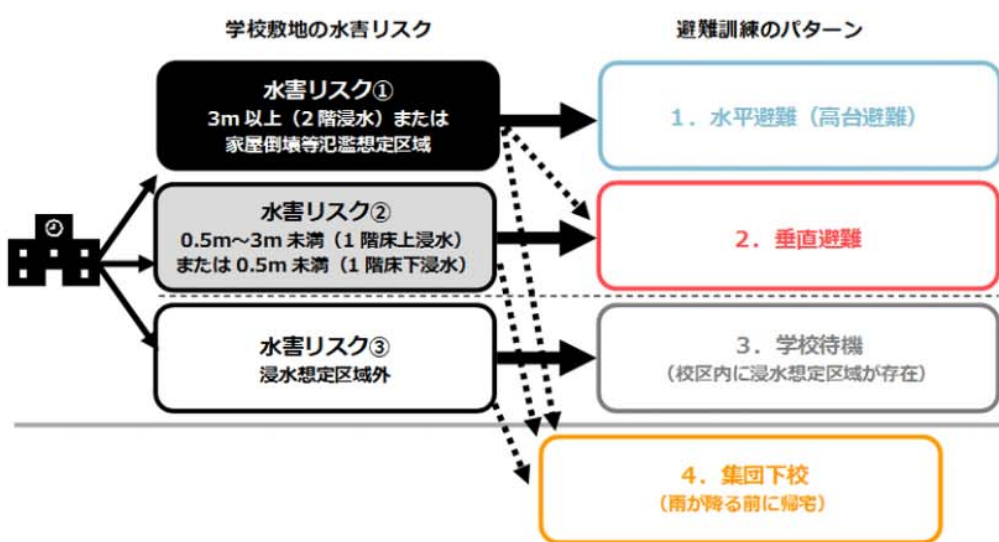 学校敷地の水害リスク
避難訓練のパターン
水害リスク①
3m 以上（2 階浸水）または
家屋倒壊等氾濫想定区域
1．水平避難（高台避難）
水害リスク②
0.5m～3m 未満（1 階床上浸水）
または 0.5m 未満（1 階床下浸水）
2．垂直避難
水害リスク③
浸水想定区域外
3．学校待機
（校区内に浸水想定区域が存在）
4．集団下校
（雨が降る前に帰宅）